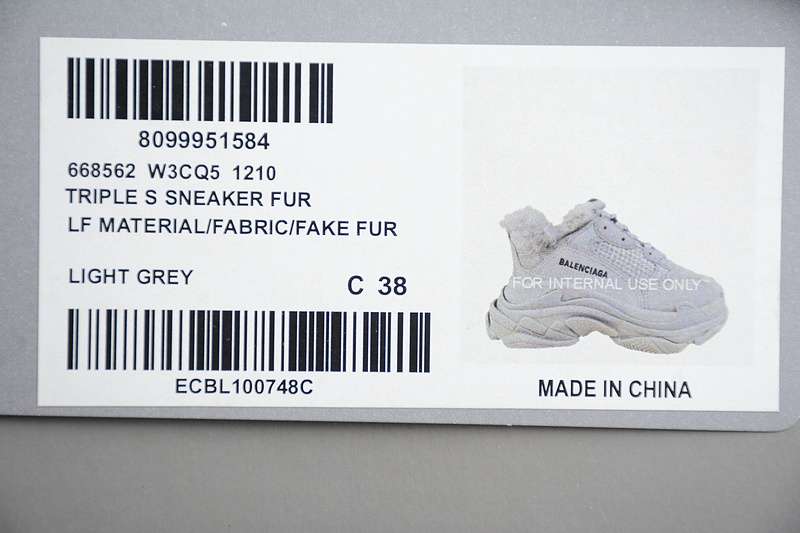 8099951584
668562 W3CQ5 1210
TRIPLE S SNEAKER FUR
LF MATERIAL/FABRIC/FAKE FUR
LIGHT GREY
C 38
ECBL100748C
BALENCIAGA
FOR INTERNAL USE ONLY
MADE IN CHINA